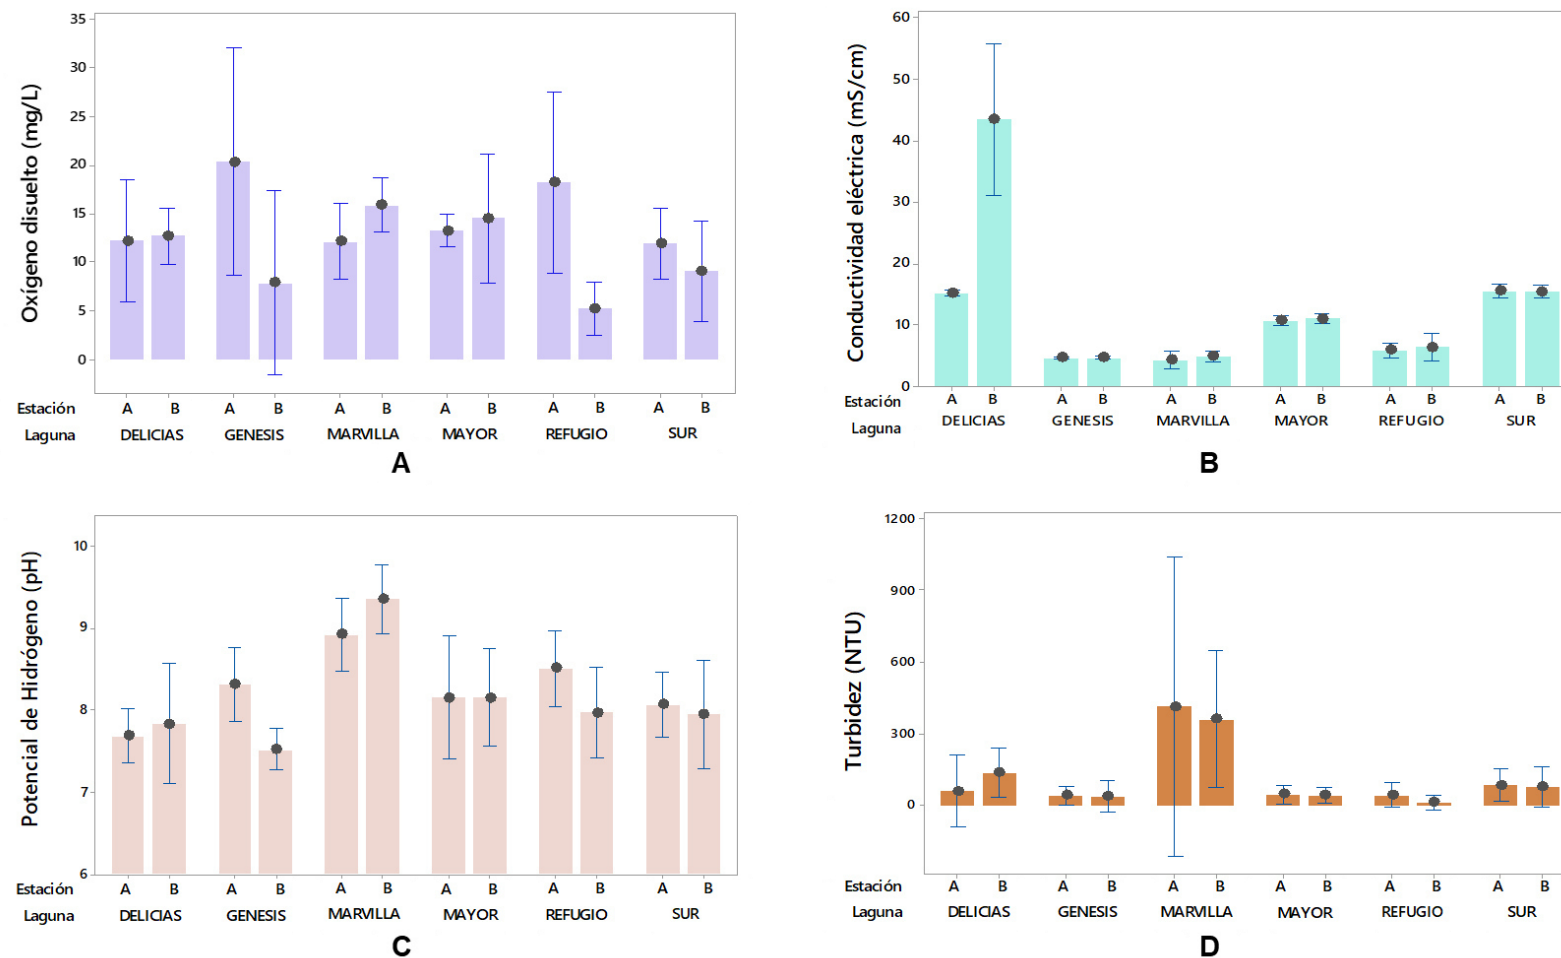 Oxígeno disuelto (mg/L)
35
30
25
20
15
10
5
0
Estación A B A B A B A B A B A B
Laguna DELICIAS GENESIS MARVILLA MAYOR REFUGIO SUR
A
Conductividad eléctrica (mS/cm)
60
50
40
30
20
10
0
Estación A B A B A B A B A B A B
Laguna DELICIAS GENESIS MARVILLA MAYOR REFUGIO SUR
B
Potencial de Hidrógeno (pH)
10
9
8
7
6
Estación A B A B A B A B A B A B
Laguna DELICIAS GENESIS MARVILLA MAYOR REFUGIO SUR
C
Turbidez (NTU)
1200
900
600
300
0
Estación A B A B A B A B A B A B
Laguna DELICIAS GENESIS MARVILLA MAYOR REFUGIO SUR
D